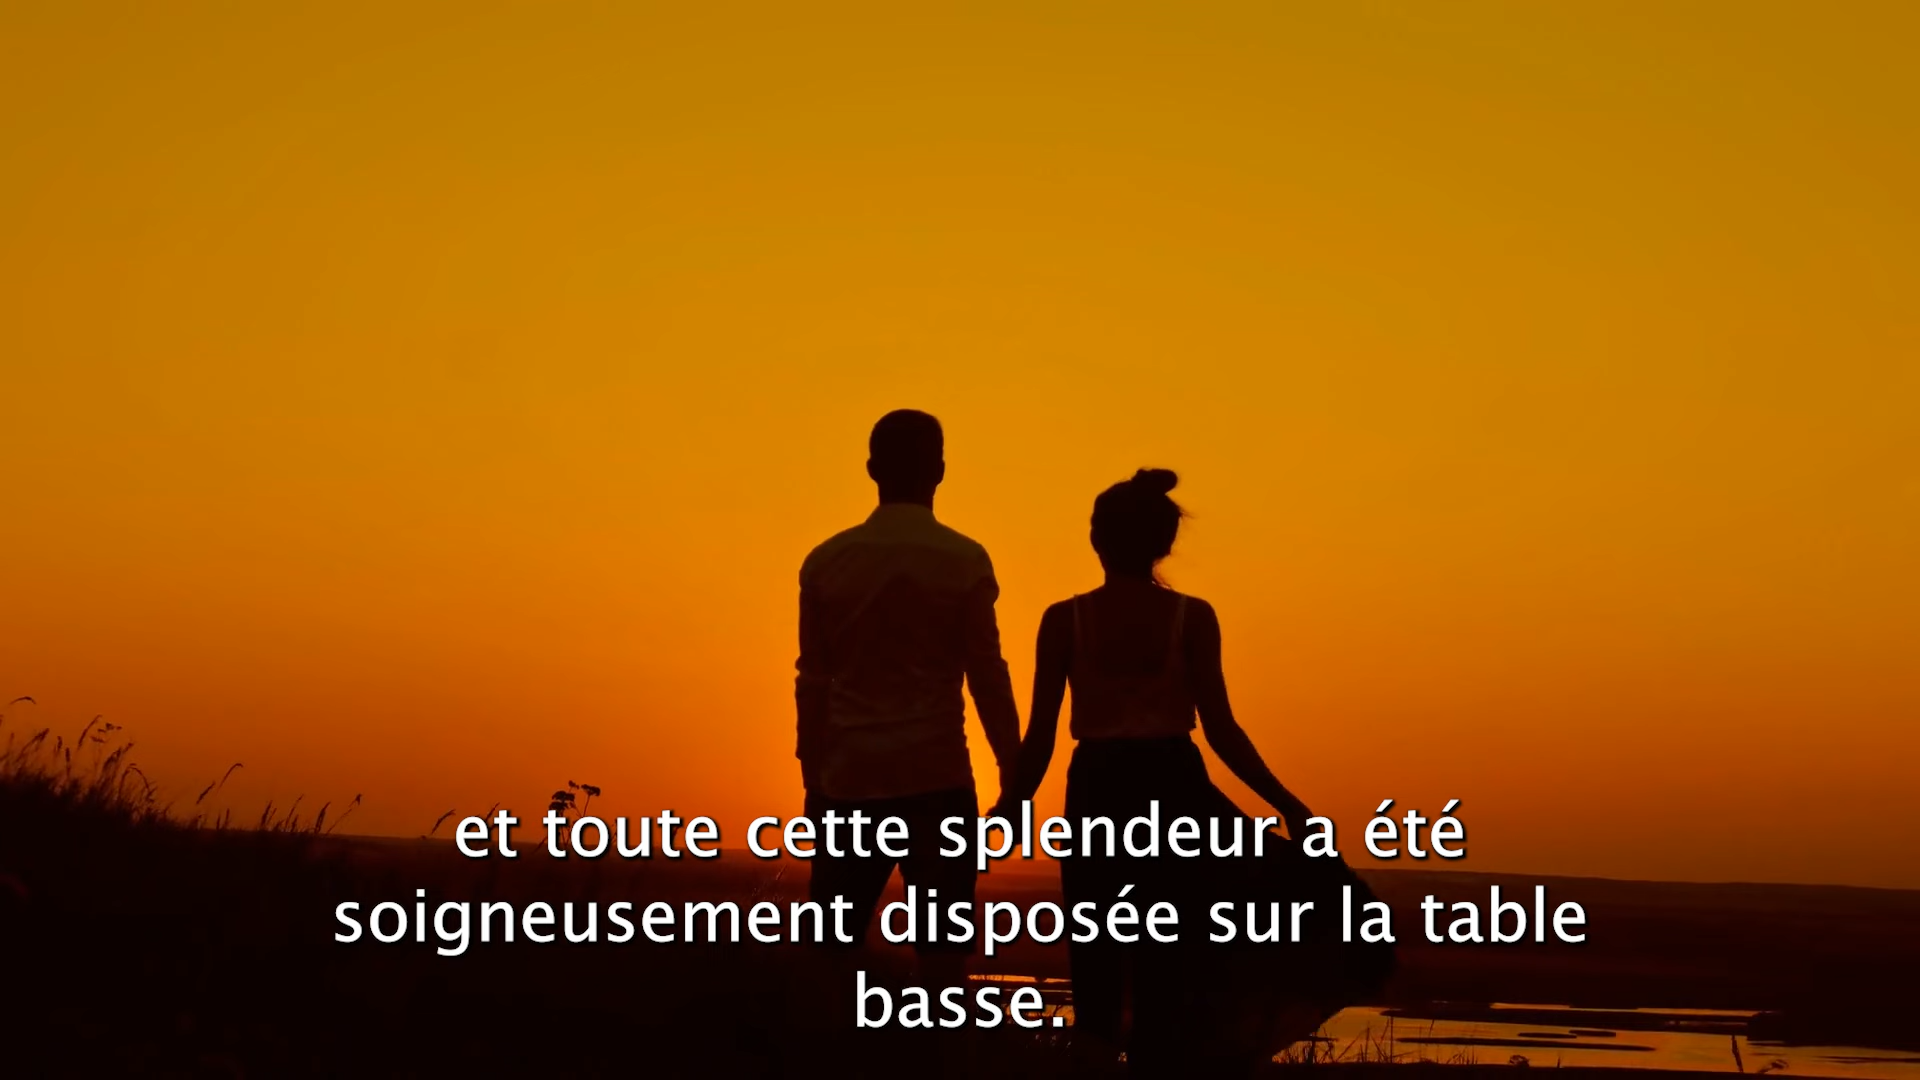 et toute cette splendeur a été
soigneusement disposée sur la table
basse.